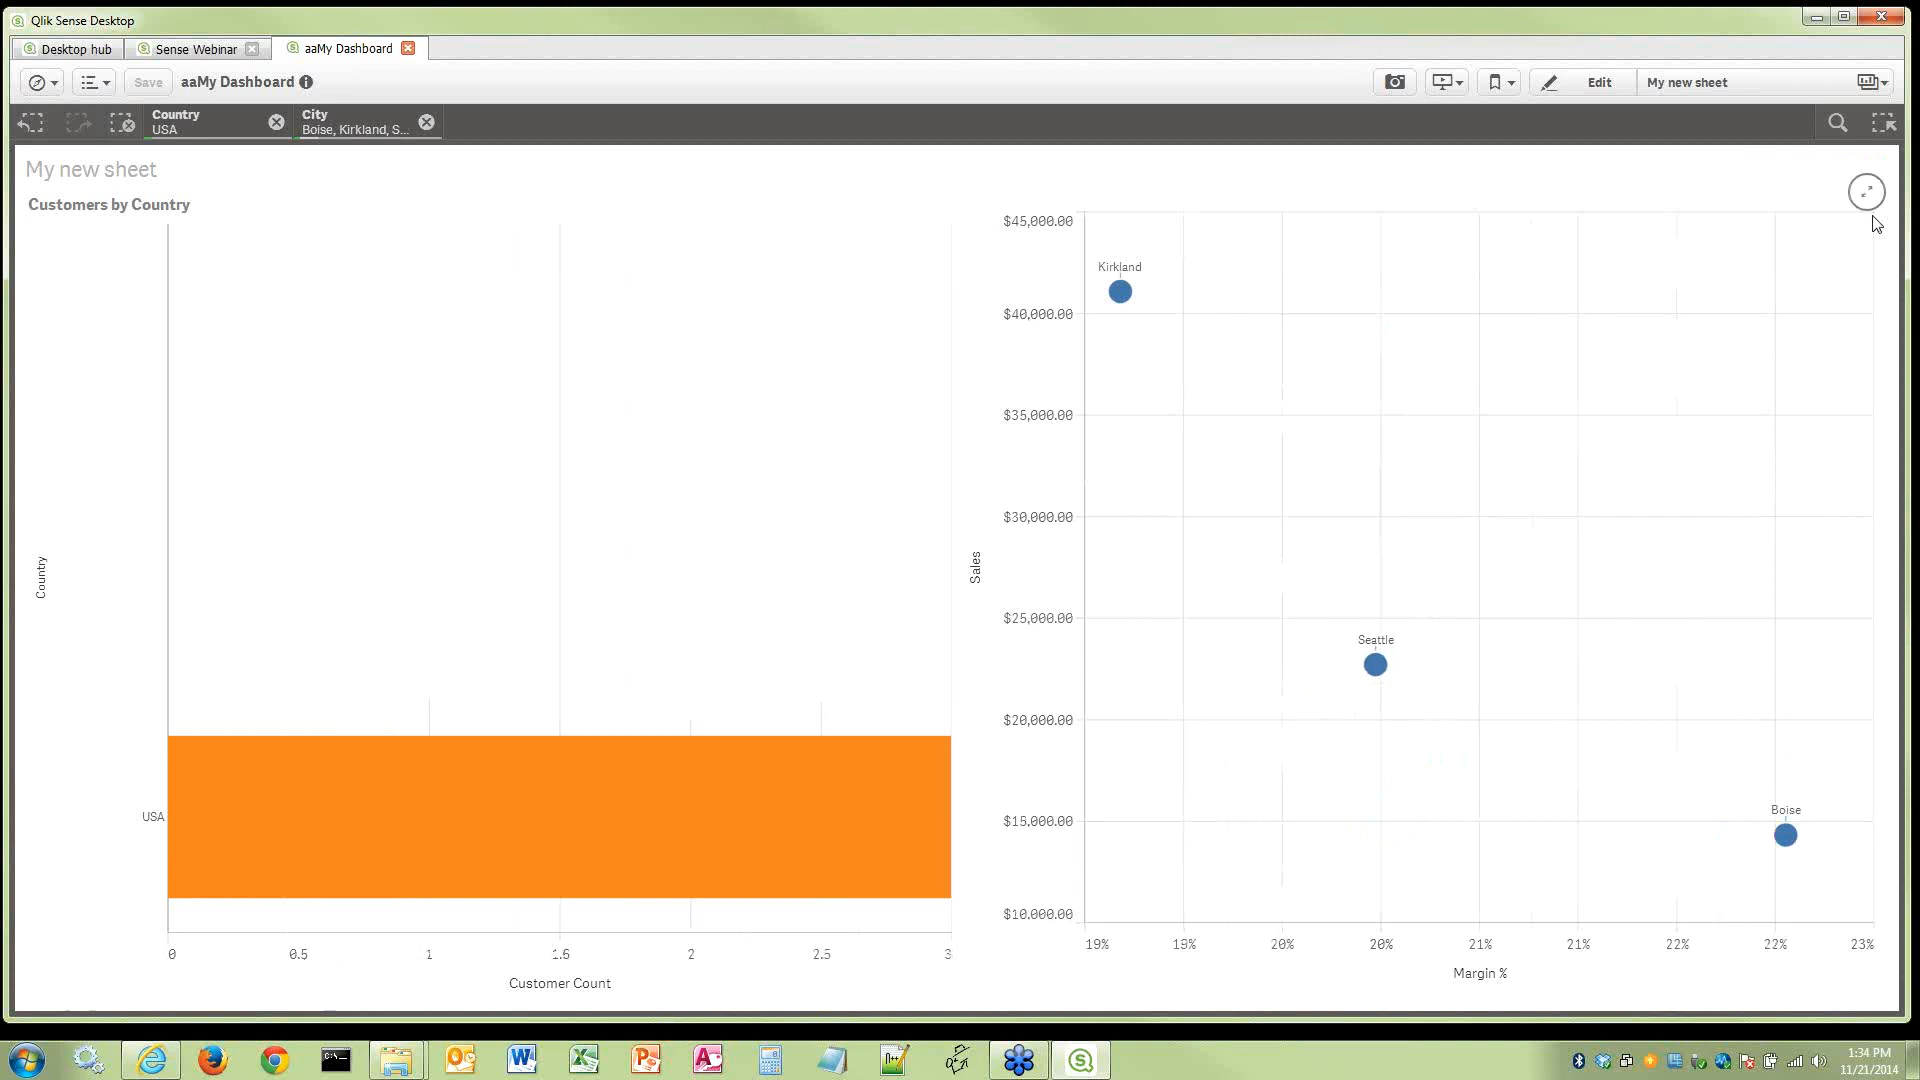 Qlik Sense Desktop
Desktop hub
Sense Webinar
aaMy Dashboard
Save
aaMy Dashboard
Edit
My new sheet
Country
USA
City
Boise, Kirkland, S...
My new sheet
Customers by Country
Country
USA
0
0.5
1
1.5
2
2.5
3
Customer Count
Sales
$45,000.00
$40,000.00
$35,000.00
$30,000.00
$25,000.00
$20,000.00
$15,000.00
$10,000.00
Kirkland
Seattle
Boise
19%
19%
20%
20%
21%
21%
22%
22%
23%
Margin %
1:34 PM
11/21/2014